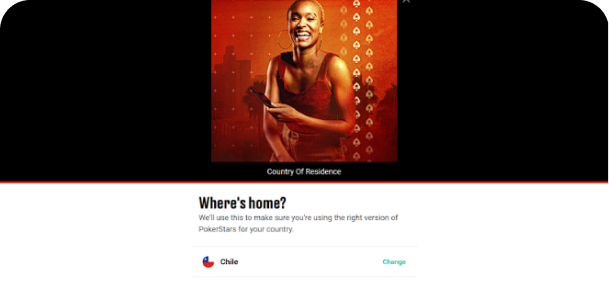 Country Of Residence
Where's home?
We'll use this to make sure you're using the right version of
PokerStars for your country.
Chile
Change